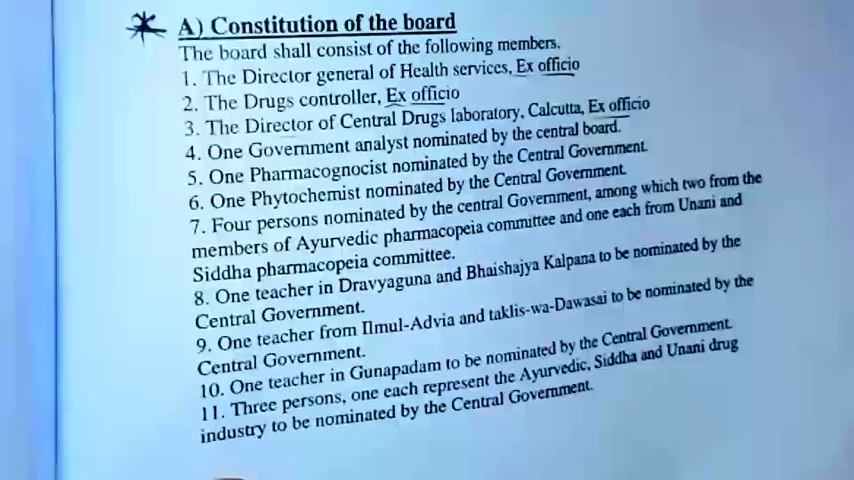 A) Constitution of the board
The board shall consist of the following members.
1. The Director general of Health services, Ex officio
2. The Drugs controller, Ex officio
3. The Director of Central Drugs laboratory, Calcutta, Ex officio
4. One Government analyst nominated by the central board.
5. One Pharmacognocist nominated by the Central Government.
6. One Phytochemist nominated by the Central Government.
7. Four persons nominated by the central Government, among which two from the
members of Ayurvedic pharmacopeia committee and one each from Unani and
Siddha pharmacopeia committee.
8. One teacher in Dravyaguna and Bhaishajya Kalpana to be nominated by the
Central Government.
9. One teacher from Ilmul-Advia and taklis-wa-Dawasai to be nominated by the
Central Government.
10. One teacher in Gunapadam to be nominated by the Central Government.
11. Three persons, one each represent the Ayurvedic, Siddha and Unani drug
industry to be nominated by the Central Government.